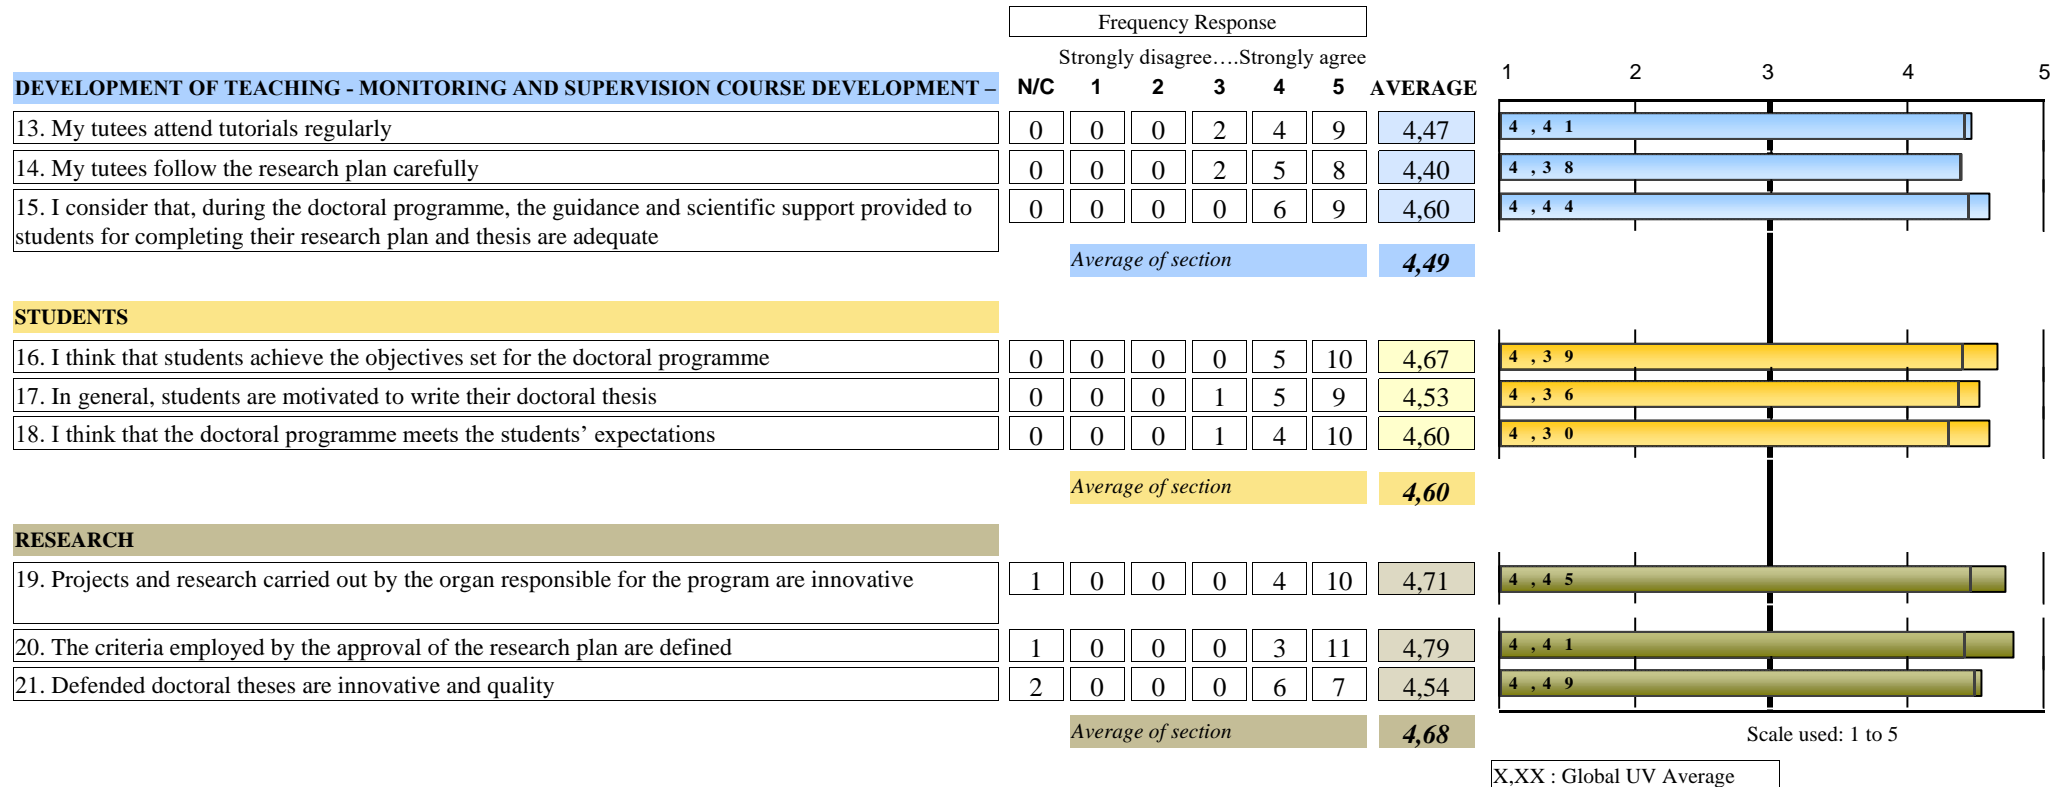 Frequency Response
Strongly disagree….Strongly agree
DEVELOPMENT OF TEACHING - MONITORING AND SUPERVISION COURSE DEVELOPMENT – N/C 1 2 3 4 5 AVERAGE 1 2 3 4 5
13. My tutees attend tutorials regularly 0 0 0 2 4 9 4,47 4,41
14. My tutees follow the research plan carefully 0 0 0 2 5 8 4,40 4,38
15. I consider that, during the doctoral programme, the guidance and scientific support provided to 0 0 0 0 6 9 4,60 4,44
students for completing their research plan and thesis are adequate
Average of section 4,49
STUDENTS
16. I think that students achieve the objectives set for the doctoral programme 0 0 0 0 5 10 4,67 4,39
17. In general, students are motivated to write their doctoral thesis 0 0 0 1 5 9 4,53 4,36
18. I think that the doctoral programme meets the students’ expectations 0 0 0 1 4 10 4,60 4,30
Average of section 4,60
RESEARCH
19. Projects and research carried out by the organ responsible for the program are innovative 1 0 0 0 4 10 4,71 4,45
20. The criteria employed by the approval of the research plan are defined 1 0 0 0 3 11 4,79 4,41
21. Defended doctoral theses are innovative and quality 2 0 0 0 6 7 4,54 4,49
Average of section 4,68 Scale used: 1 to 5
X,XX : Global UV Average